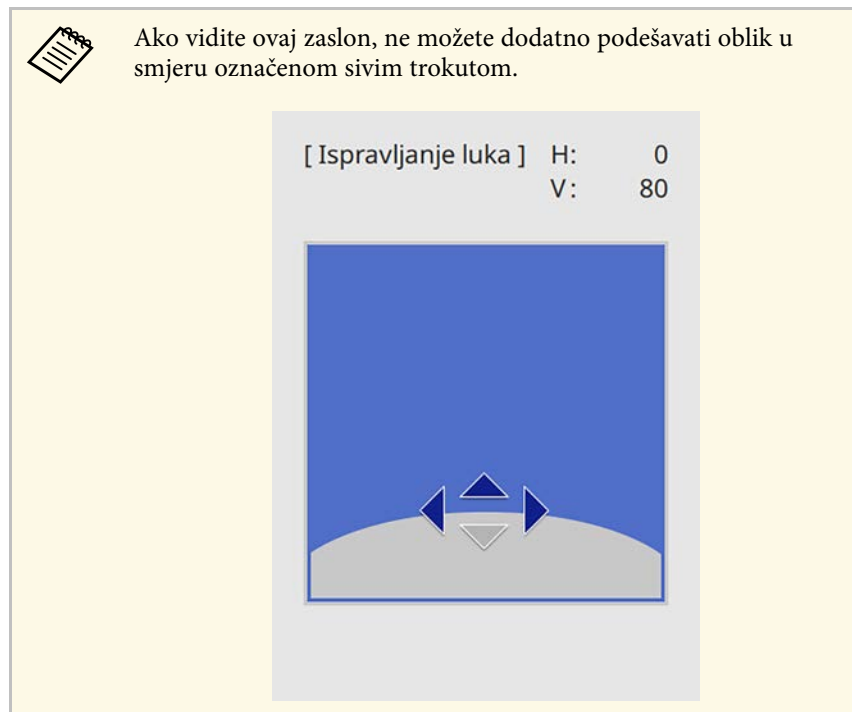 Ako vidite ovaj zaslon, ne možete dodatno podešavati oblik u
smjeru označenom sivim trokutom.
[ Ispravljanje luka ] H: 0
V: 80